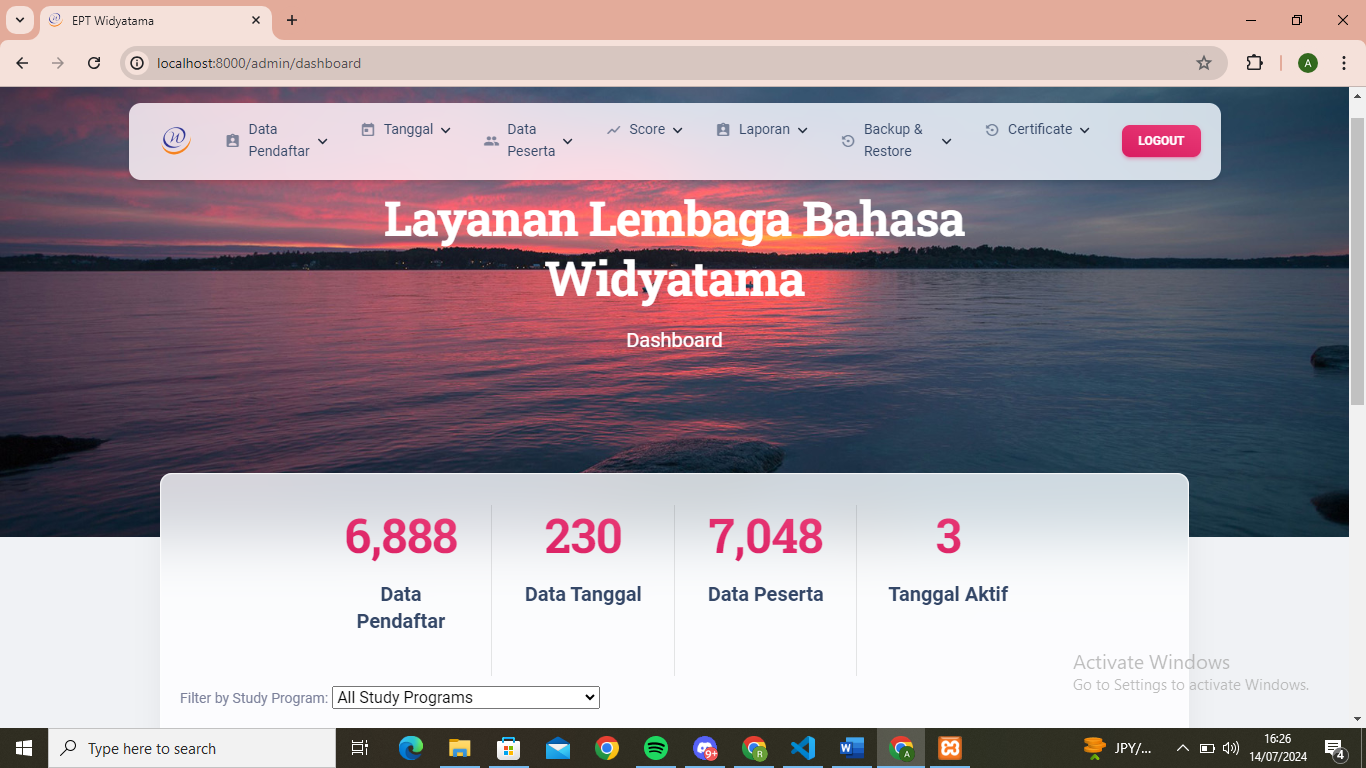 EPT Widyatama
localhost:8000/admin/dashboard
A
Data
Pendaftar
Tanggal
Data
Peserta
Score
Laporan
Backup &
Restore
Certificate
LOGOUT
Layanan Lembaga Bahasa
Widyatama
Dashboard
6,888
230
7,048
3
Data
Pendaftar
Data Tanggal
Data Peserta
Tanggal Aktif
Activate Windows
Go to Settings to activate Windows.
Filter by Study Program: All Study Programs
Type here to search
9+
R
W
A
JPY/...
16:26
14/07/2024
4